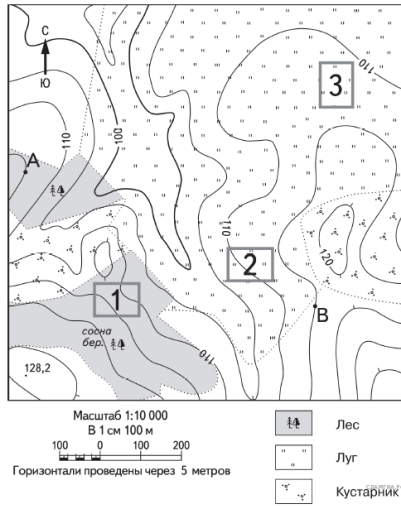 С
Ю
110
100
110
3
А
110
2
120
1
В
сосна
бер.
110
128,2
Масштаб 1:10 000
В 1 см 100 м
100 0 100 200
Горизонтали проведены через 5 метров
Лес
Луг
Кустарник